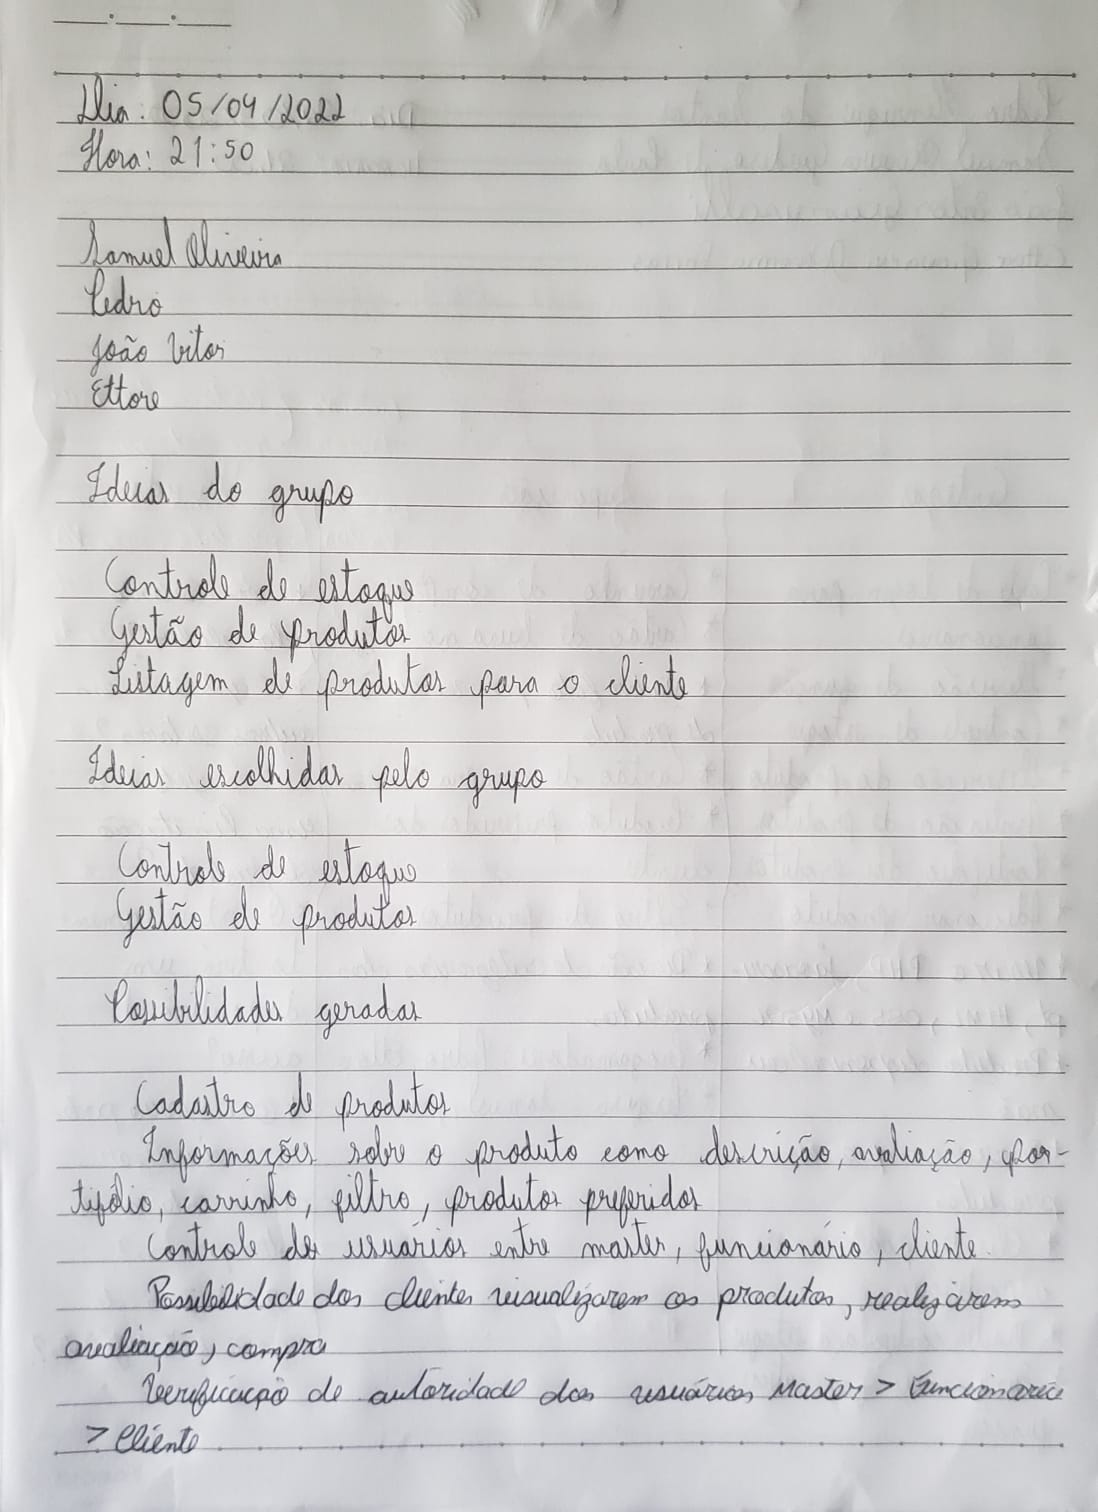 Dia: 05/04/2022
Hora: 21:50
Samuel Oliveira
Pedro
João Vitor
Ettore
Ideias do grupo
Controle de estoque
Gestão de produtos
Listagem de produtos para o cliente
Ideias escolhidas pelo grupo
Controle de estoque
Gestão de produtos
Possibilidades geradas
Cadastro de produtos
Informações sobre o produto como descrição, avaliação, por-
tifólio, carrinho, filtro, produtos preferidos
Controle de usuários entre master, funcionário, cliente.
Possibilidade dos clientes visualizarem os produtos, realizarem
avaliação, compra
Verificação de autoridade dos usuários Master > Funcionario
> Cliente